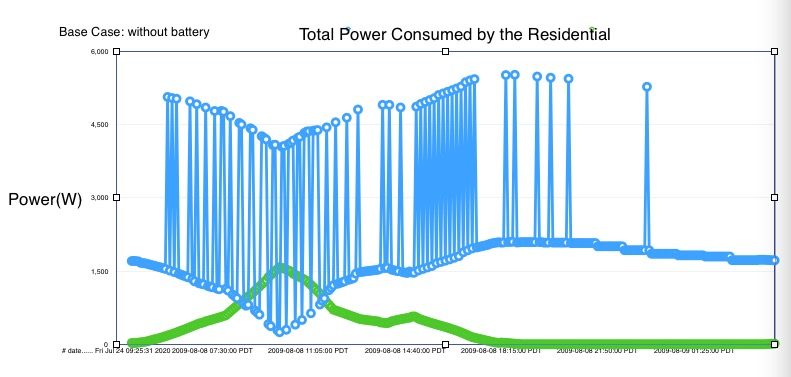 Base Case: without battery
Total Power Consumed by the Residential
6,000
4,500
3,000
1,500
0
Power(W)
# date...... Fri Jul 24 09:25:31 2020 2009-08-08 07:30:00 PDT 2009-08-08 11:05:00 PDT 2009-08-08 14:40:00 PDT 2009-08-08 18:15:00 PDT 2009-08-08 21:50:00 PDT 2009-08-09 01:25:00 PDT